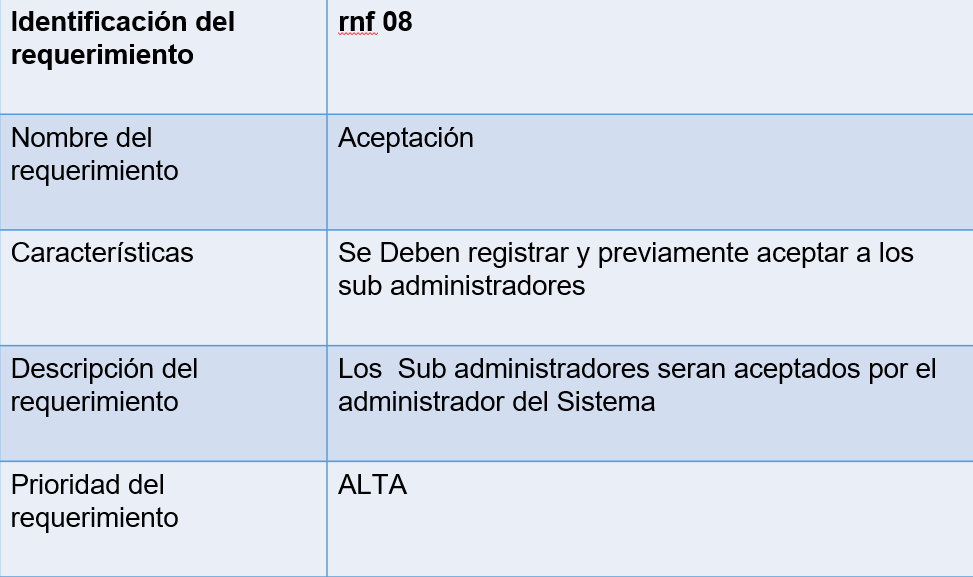 Identificación del
requerimiento
rnf 08
Nombre del
requerimiento
Aceptación
Características
Se Deben registrar y previamente aceptar a los
sub administradores
Descripción del
requerimiento
Los  Sub administradores seran aceptados por el
administrador del Sistema
Prioridad del
requerimiento
ALTA